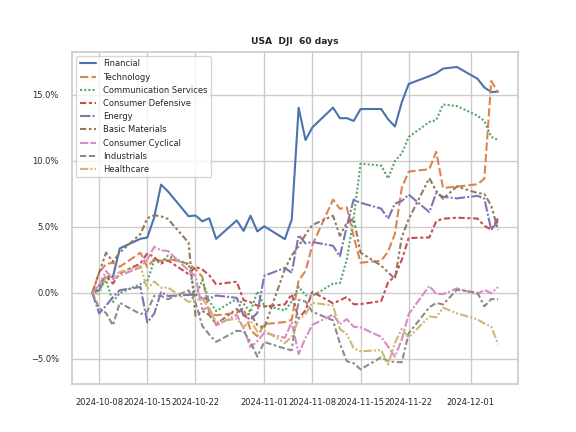 USA  DJI  60 days
Financial
Technology
Communication Services
Consumer Defensive
Energy
Basic Materials
Consumer Cyclical
Industrials
Healthcare
15.0%
10.0%
5.0%
0.0%
−5.0%
2024-10-08 2024-10-15 2024-10-22 2024-11-01 2024-11-08 2024-11-15 2024-11-22 2024-12-01